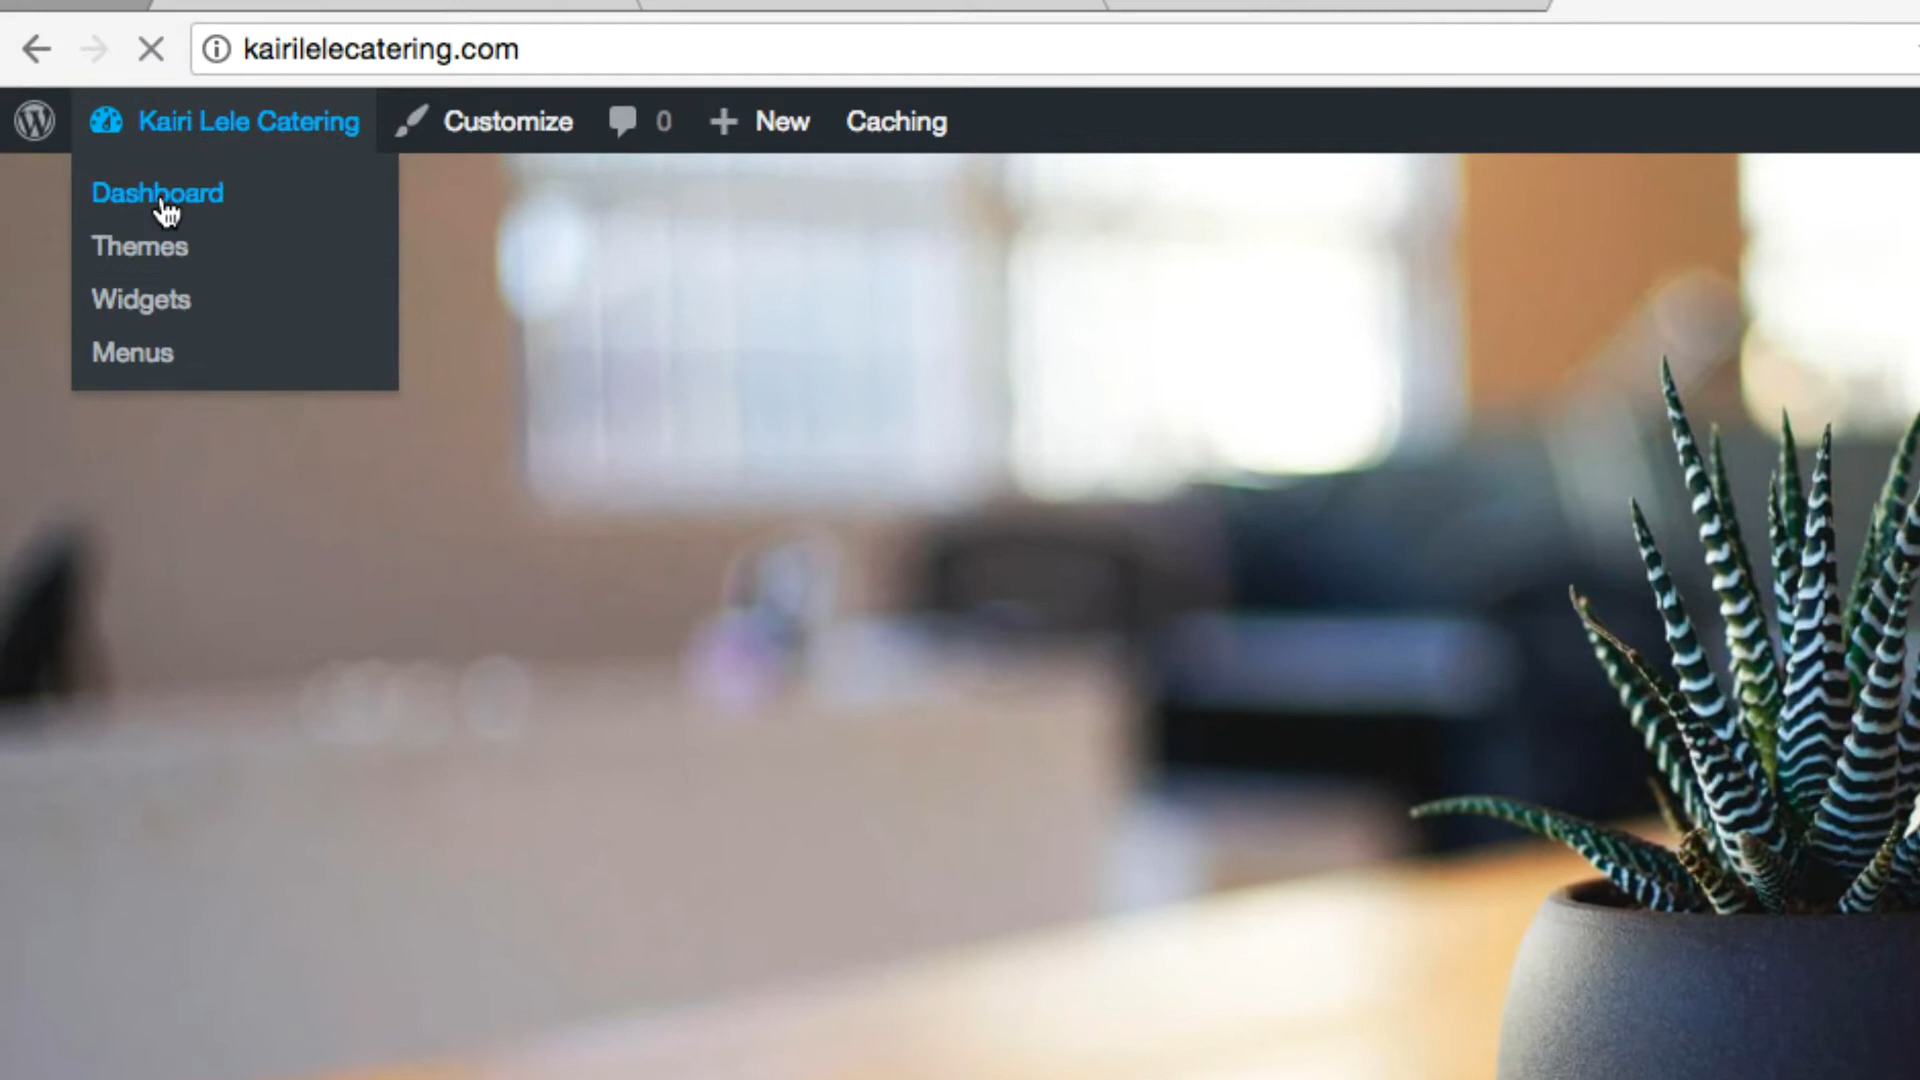 kairilelecatering.com
Kairi Lele Catering Customize 0 New Caching
Dashboard
Themes
Widgets
Menus